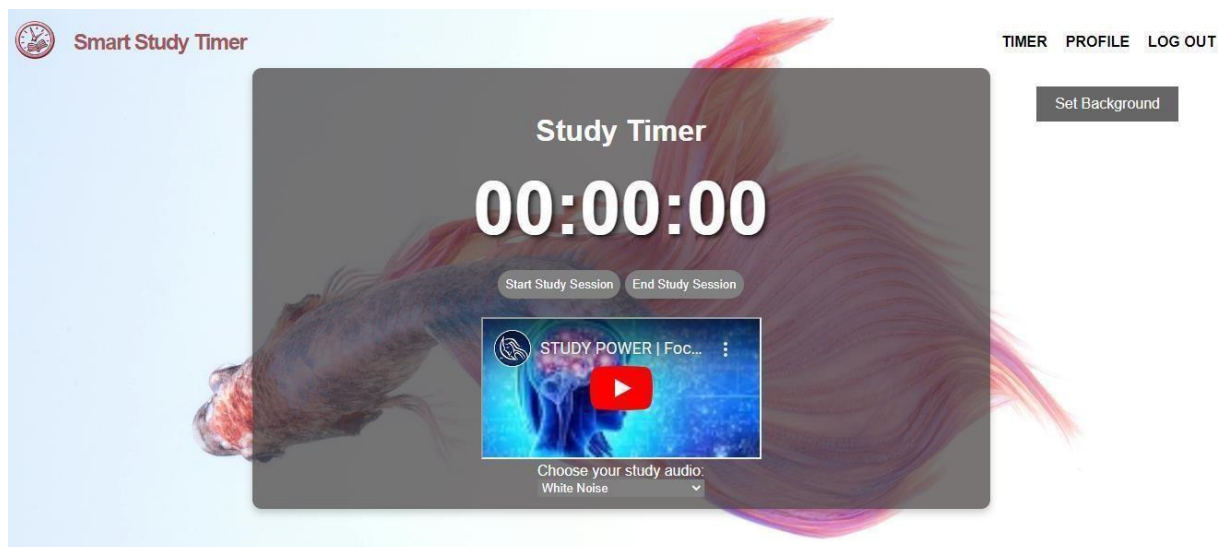 Smart Study Timer
TIMER PROFILE LOG OUT
Set Background
Study Timer
00:00:00
Start Study Session End Study Session
STUDY POWER | Foc...
Choose your study audio:
White Noise